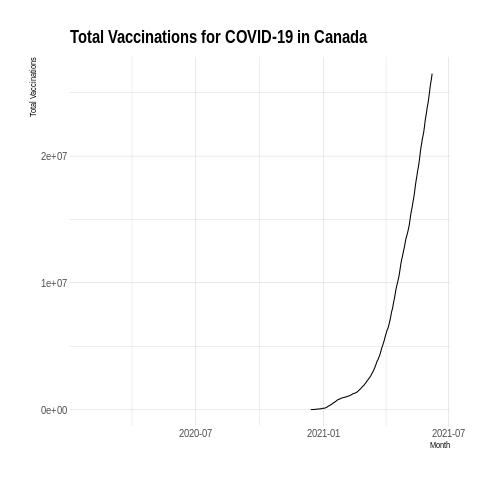 Total Vaccinations for COVID-19 in Canada
Total Vaccinations
2e+07
1e+07
0e+00
2020-07
2021-01
2021-07
Month